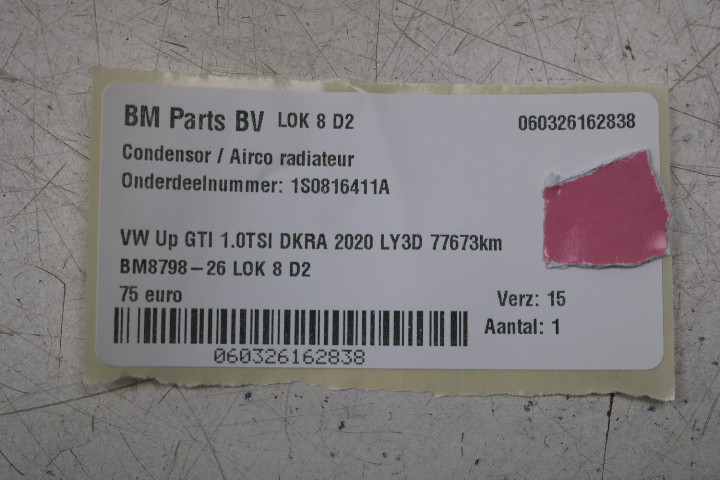 BM Parts BV LOK 8 D2 060326162838
Condensor / Airco radiateur
Onderdeelnummer: 1S0816411A
VW Up GTI 1.0TSI DKRA 2020 LY3D 77673km
BM8798-26 LOK 8 D2
75 euro Verz: 15
Aantal: 1
060326162838